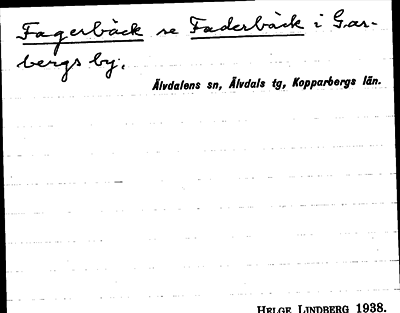 Fagerbäck se Faderbäck i Gar-
bergs by.
Älvdalens sn, Älvdals tg, Kopparbergs län.
HELGE LINDBERG 1938.